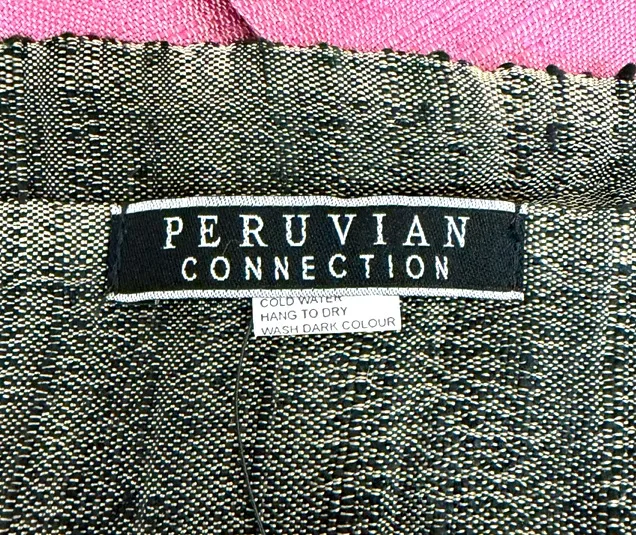 PERUVIAN
CONNECTION
COLD WATER
HANG TO DRY
WASH DARK COLOUR